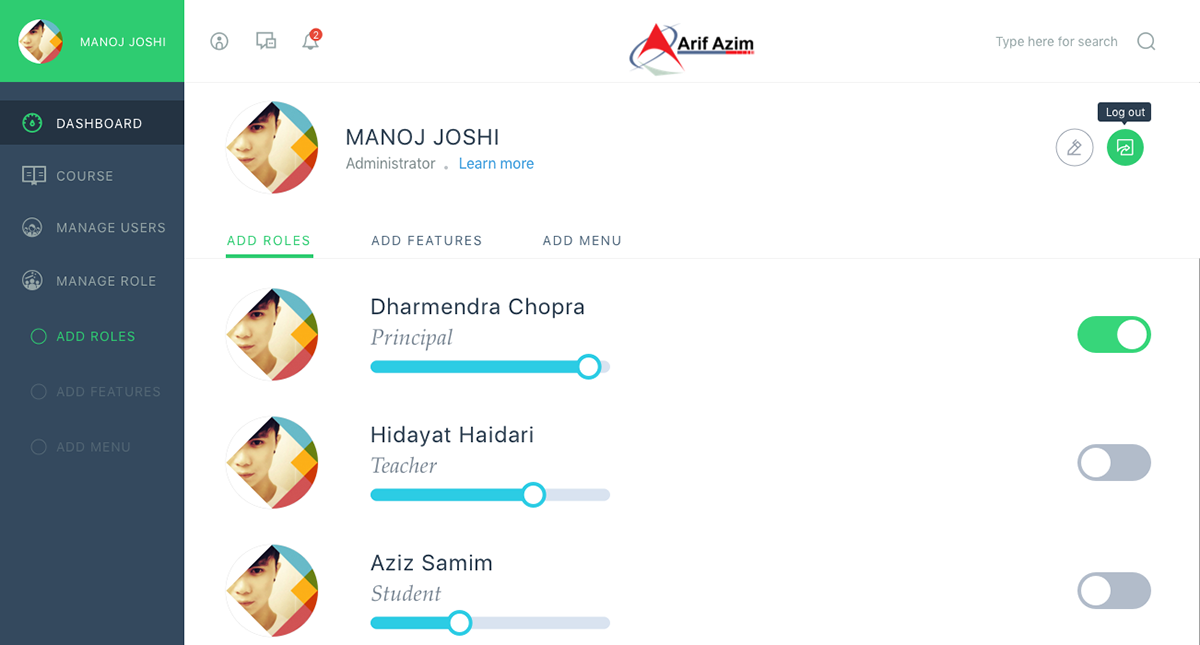 MANOJ JOSHI
2
Arif Azim
Type here for search
DASHBOARD
COURSE
MANAGE USERS
MANAGE ROLE
ADD ROLES
ADD FEATURES
ADD MENU
Log out
MANOJ JOSHI
Administrator . Learn more
ADD ROLES ADD FEATURES ADD MENU
Dharmendra Chopra
Principal
Hidayat Haidari
Teacher
Aziz Samim
Student